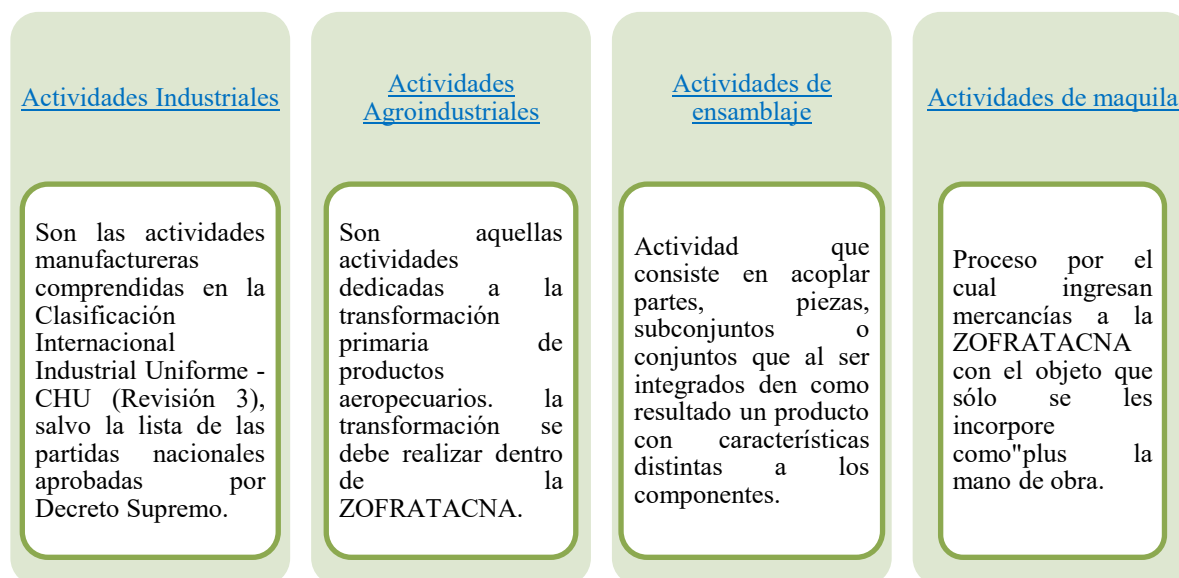 Actividades Industriales
Son las actividades
manufactureras
comprendidas en la
Clasificación
Internacional
Industrial Uniforme -
CHU (Revisión 3),
salvo la lista de las
partidas nacionales
aprobadas por
Decreto Supremo.
Actividades
Agroindustriales
Son aquellas
actividades
dedicadas a la
transformación
primaria de
productos
aeropecuarios. la
transformación se
debe realizar dentro
de la
ZOFRATACNA.
Actividades de
ensamblaje
Actividad que
consiste en acoplar
partes, piezas,
subconjuntos o
conjuntos que al ser
integrados den como
resultado un producto
con características
distintas a los
componentes.
Actividades de maquila
Proceso por el
cual ingresan
mercancías a la
ZOFRATACNA
con el objeto que
sólo se les
incorpore
como"plus la
mano de obra.